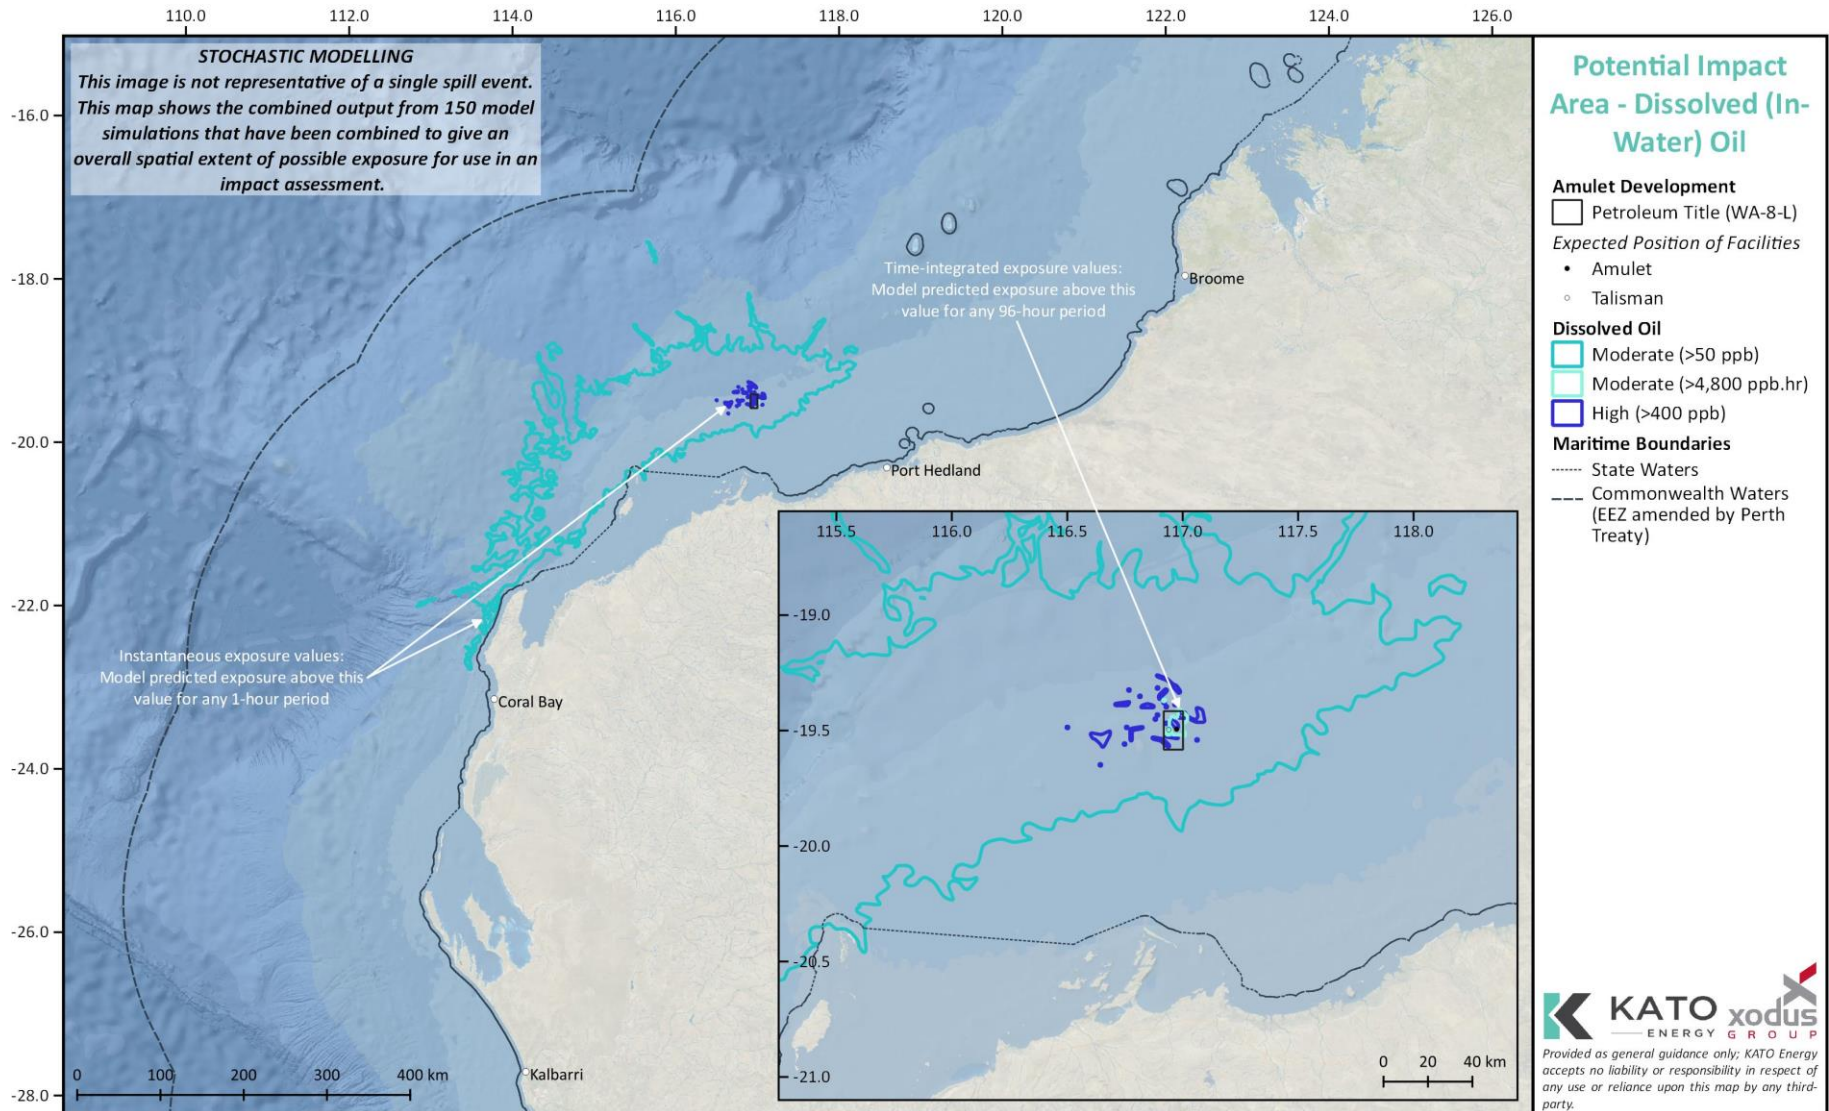 110.0 112.0 114.0 116.0 118.0 120.0 122.0 124.0 126.0
-16.0
-18.0
-20.0
-22.0
-24.0
-26.0
-28.0
STOCHASTIC MODELLING
This image is not representative of a single spill event.
This map shows the combined output from 150 model
simulations that have been combined to give an
overall spatial extent of possible exposure for use in an
impact assessment.
Time-integrated exposure values:
Model predicted exposure above this
value for any 96-hour period
Broome
Port Hedland
Instantaneous exposure values:
Model predicted exposure above this
value for any 1-hour period
Coral Bay
Kalbarri
0 100 200 300 400 km
115.5 116.0 116.5 117.0 117.5 118.0
-19.0
-19.5
-20.0
-20.5
-21.0
0 20 40 km
Potential Impact
Area - Dissolved (In-
Water) Oil
Amulet Development
Petroleum Title (WA-8-L)
Expected Position of Facilities
Amulet
Talisman
Dissolved Oil
Moderate (>50 ppb)
Moderate (>4,800 ppb.hr)
High (>400 ppb)
Maritime Boundaries
State Waters
Commonwealth Waters
(EEZ amended by Perth
Treaty)
KATO
ENERGY
xodus
GROUP
Provided as general guidance only; KATO Energy
accepts no liability or responsibility in respect of
any use or reliance upon this map by any third-
party.